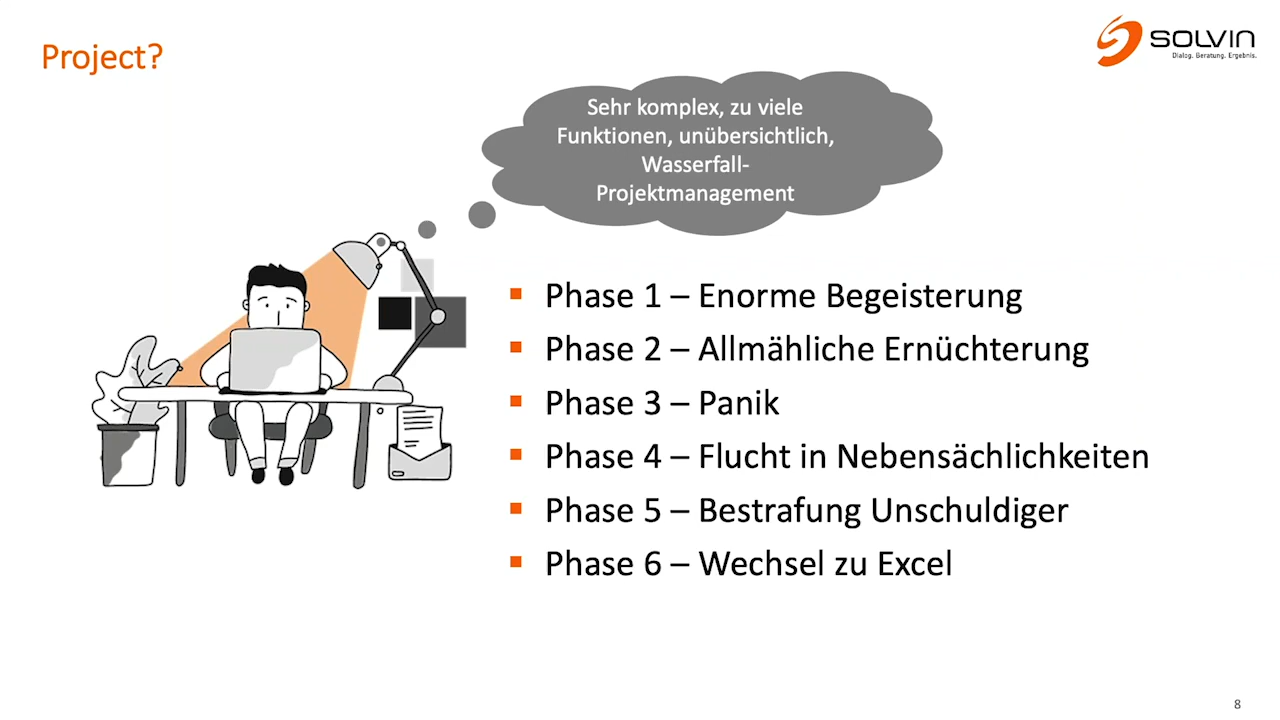 Project?
SOLVIN
Dialog. Beratung. Ergebnis.
Sehr komplex, zu viele
Funktionen, unübersichtlich,
Wasserfall-
Projektmanagement
Phase 1 – Enorme Begeisterung
Phase 2 – Allmähliche Ernüchterung
Phase 3 – Panik
Phase 4 – Flucht in Nebensächlichkeiten
Phase 5 – Bestrafung Unschuldiger
Phase 6 – Wechsel zu Excel
8